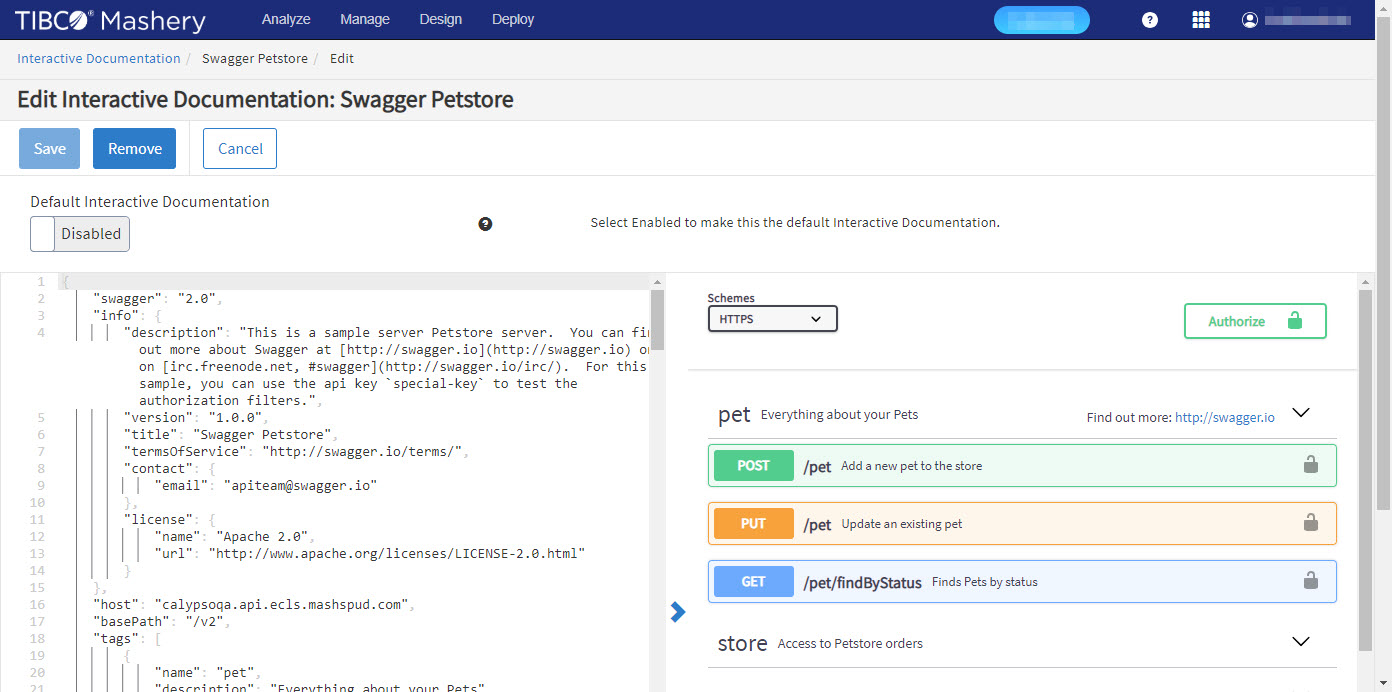 TIBCO® Mashery Analyze Manage Design Deploy
Interactive Documentation / Swagger Petstore / Edit
Edit Interactive Documentation: Swagger Petstore
Save Remove Cancel
Default Interactive Documentation
Disabled ? Select Enabled to make this the default Interactive Documentation.
1 {
2 "swagger": "2.0",
3 "info": {
4 "description": "This is a sample server Petstore server.  You can
out more about Swagger at [http://swagger.io](http://swagger.io)
on [irc.freenode.net, #swagger](http://swagger.io/irc/).  For this
sample, you can use the api key `special-key` to test the
authorization filters.",
5 "version": "1.0.0",
6 "title": "Swagger Petstore",
7 "termsOfService": "http://swagger.io/terms/",
8 "contact": {
9 "email": "apiteam@swagger.io"
10 },
11 "license": {
12 "name": "Apache 2.0",
13 "url": "http://www.apache.org/licenses/LICENSE-2.0.html"
14 }
15 },
16 "host": "calypsoqa.api.ecls.mashspud.com",
17 "basePath": "/v2",
18 "tags": [
19 {
20 "name": "pet",
21 "description": "Everything about your Pets"
Schemes
HTTPS
Authorize
pet Everything about your Pets Find out more: http://swagger.io
POST /pet Add a new pet to the store
PUT /pet Update an existing pet
GET /pet/findByStatus Finds Pets by status
store Access to Petstore orders